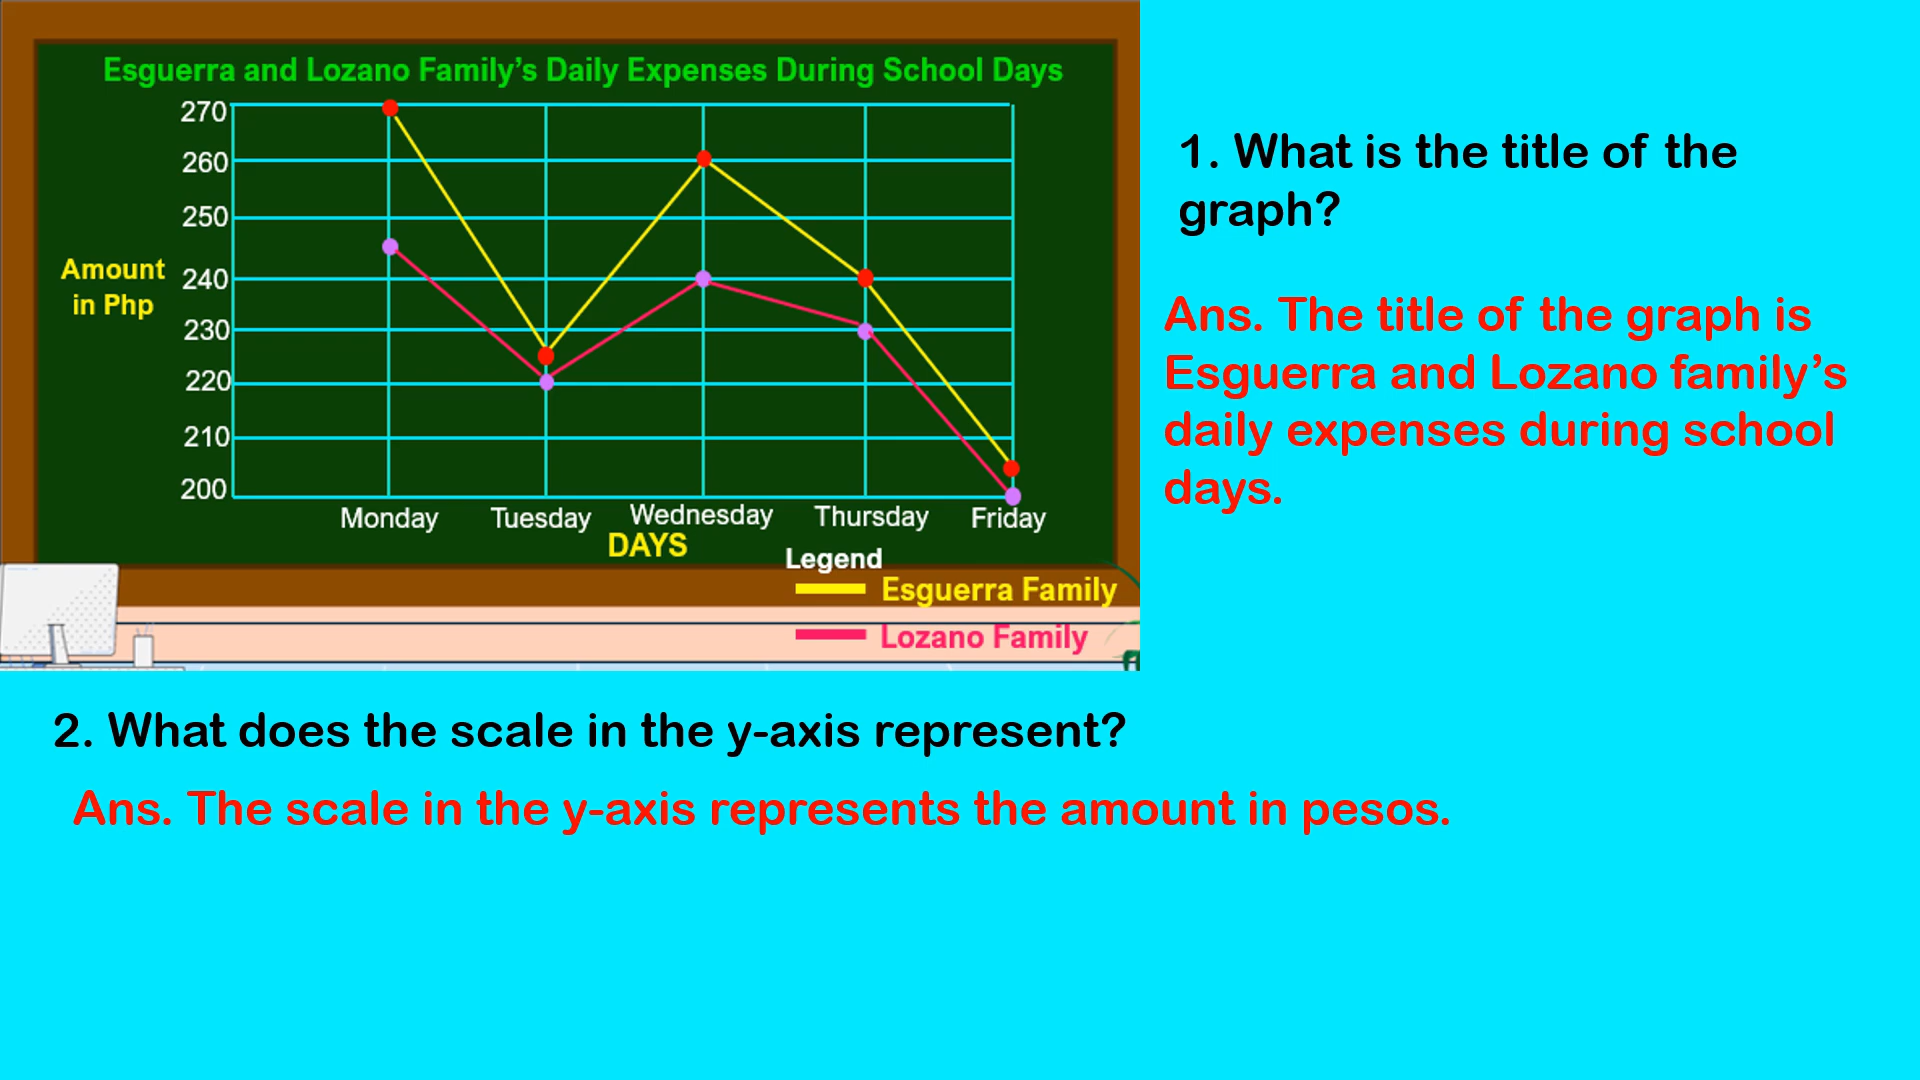 Esguerra and Lozano Family’s Daily Expenses During School Days
270
260
250
240
230
220
210
200
Amount
in Php
Monday Tuesday Wednesday Thursday Friday
DAYS
Legend
Esguerra Family
Lozano Family
1. What is the title of the
graph?
Ans. The title of the graph is
Esguerra and Lozano family’s
daily expenses during school
days.
2. What does the scale in the y-axis represent?
Ans. The scale in the y-axis represents the amount in pesos.